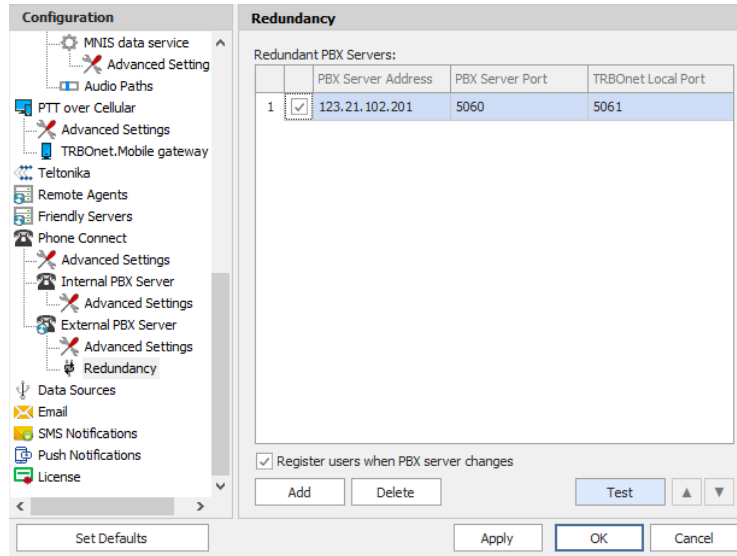 Configuration
MNIS data service
Advanced Setting
Audio Paths
PTT over Cellular
Advanced Settings
TRBOnet.Mobile gateway
Teltonika
Remote Agents
Friendly Servers
Phone Connect
Advanced Settings
Internal PBX Server
Advanced Settings
External PBX Server
Advanced Settings
Redundancy
Data Sources
Email
SMS Notifications
Push Notifications
License
Set Defaults
Redundancy
Redundant PBX Servers:
PBX Server Address PBX Server Port TRBOnet Local Port
1 123.21.102.201 5060 5061
Register users when PBX server changes
Add Delete Test
Apply OK Cancel